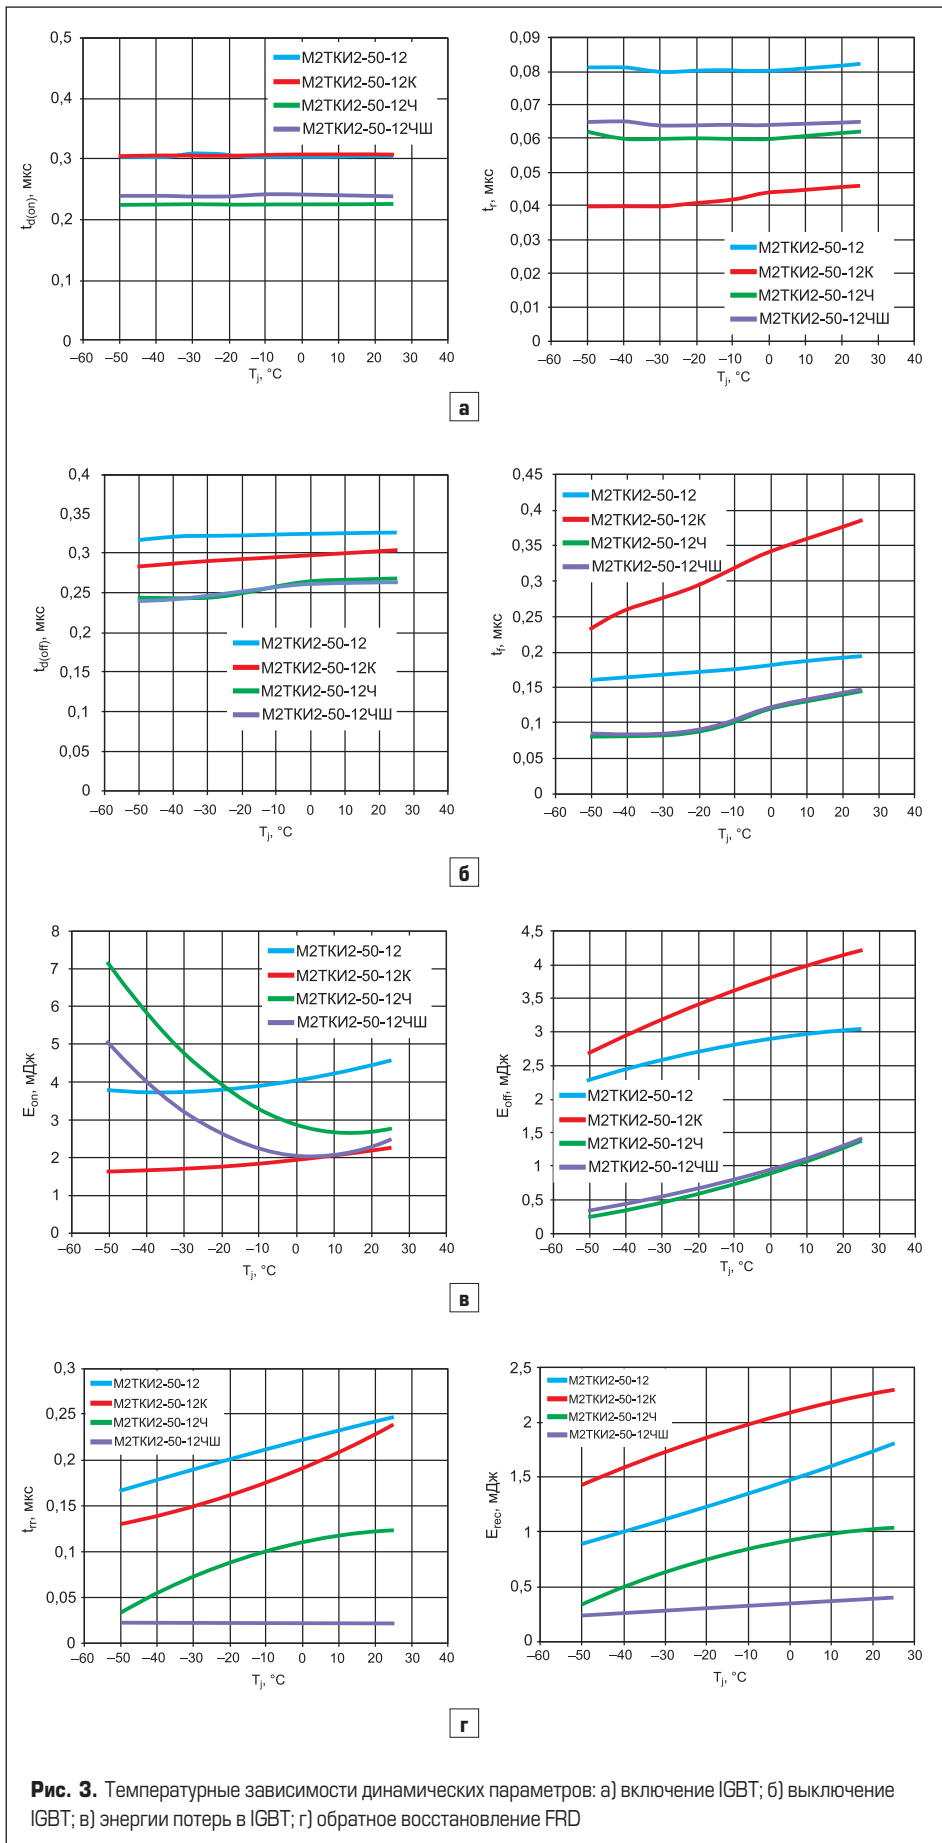 0,5
0,4
0,3
0,2
0,1
0
t_d(on), мкс
–60 –50 –40 –30 –20 –10 0 10 20 30 40
T_j, °C
М2ТКИ2-50-12
М2ТКИ2-50-12К
М2ТКИ2-50-12Ч
М2ТКИ2-50-12ЧШ
0,09
0,08
0,07
0,06
0,05
0,04
0,03
0,02
0,01
0
t_r, мкс
–60 –50 –40 –30 –20 –10 0 10 20 30 40
T_j, °C
М2ТКИ2-50-12
М2ТКИ2-50-12К
М2ТКИ2-50-12Ч
М2ТКИ2-50-12ЧШ
а
0,4
0,35
0,3
0,25
0,2
0,15
0,1
0,05
0
t_d(off), мкс
–60 –50 –40 –30 –20 –10 0 10 20 30 40
T_j, °C
М2ТКИ2-50-12
М2ТКИ2-50-12К
М2ТКИ2-50-12Ч
М2ТКИ2-50-12ЧШ
0,45
0,4
0,35
0,3
0,25
0,2
0,15
0,1
0,05
0
t_f, мкс
–60 –50 –40 –30 –20 –10 0 10 20 30 40
T_j, °C
М2ТКИ2-50-12
М2ТКИ2-50-12К
М2ТКИ2-50-12Ч
М2ТКИ2-50-12ЧШ
б
8
7
6
5
4
3
2
1
0
E_on, мДж
–60 –50 –40 –30 –20 –10 0 10 20 30 40
T_j, °C
М2ТКИ2-50-12
М2ТКИ2-50-12К
М2ТКИ2-50-12Ч
М2ТКИ2-50-12ЧШ
4,5
4
3,5
3
2,5
2
1,5
1
0,5
0
E_off, мДж
–60 –50 –40 –30 –20 –10 0 10 20 30 40
T_j, °C
М2ТКИ2-50-12
М2ТКИ2-50-12К
М2ТКИ2-50-12Ч
М2ТКИ2-50-12ЧШ
в
0,3
0,25
0,2
0,15
0,1
0,05
0
t_rr, мкс
–60 –50 –40 –30 –20 –10 0 10 20 30 40
T_j, °C
М2ТКИ2-50-12
М2ТКИ2-50-12К
М2ТКИ2-50-12Ч
М2ТКИ2-50-12ЧШ
2,5
2
1,5
1
0,5
0
E_rec, мДж
–60 –50 –40 –30 –20 –10 0 10 20 30
T_j, °C
М2ТКИ2-50-12
М2ТКИ2-50-12К
М2ТКИ2-50-12Ч
М2ТКИ2-50-12ЧШ
г
Рис. 3. Температурные зависимости динамических параметров: а) включение IGBT; б) выключение
IGBT; в) энергии потерь в IGBT; г) обратное восстановление FRD